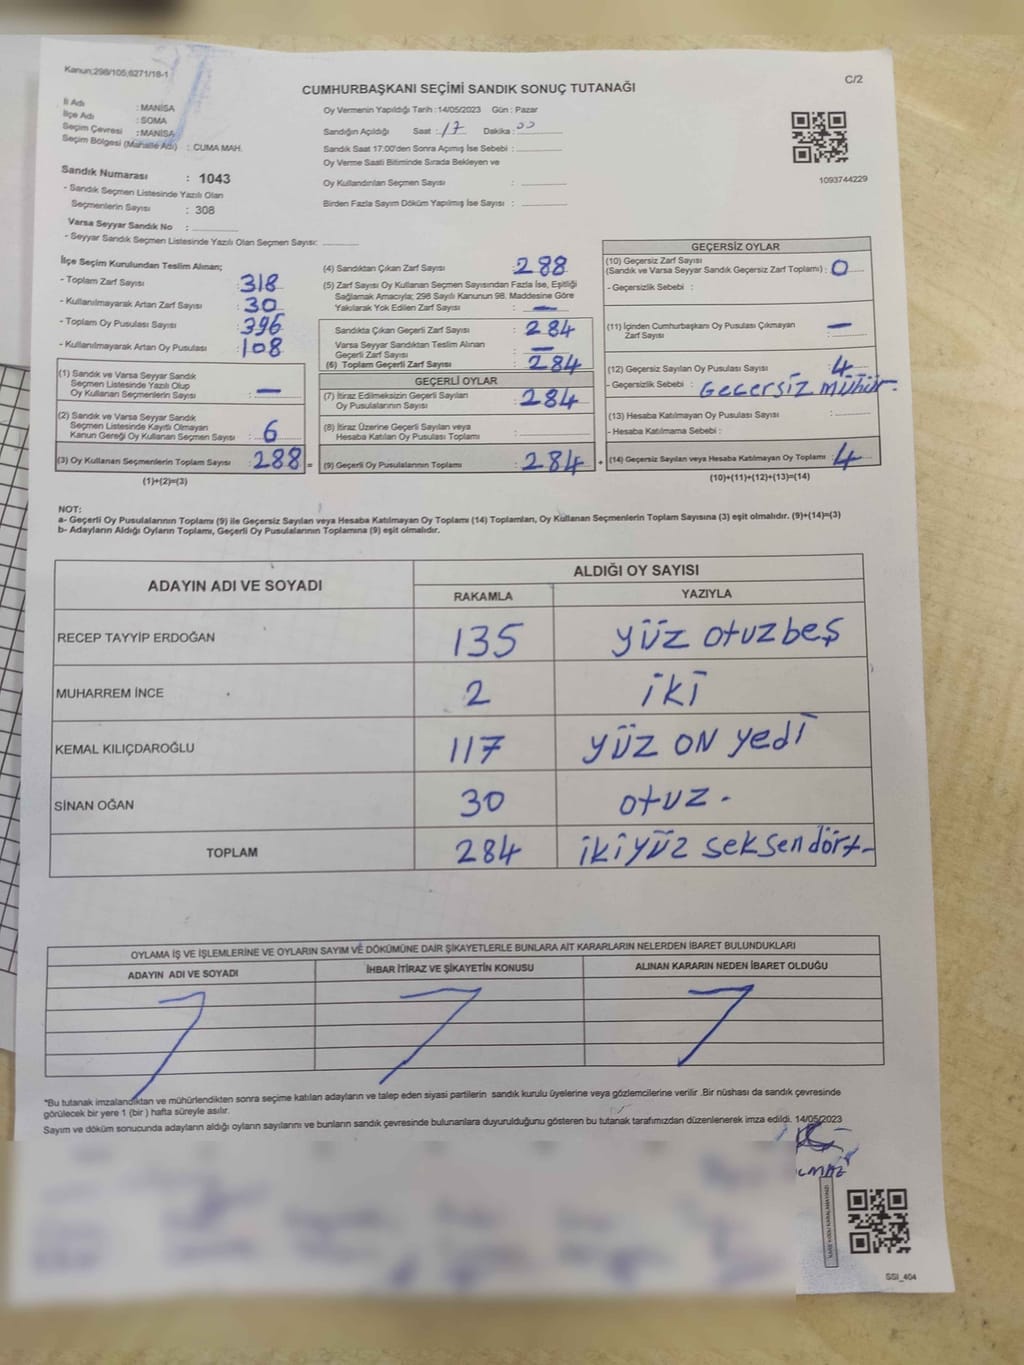 Kanun;298/105;6271/18-1
C/2
CUMHURBAŞKANI SEÇİMİ SANDIK SONUÇ TUTANAĞI
İl Adı : MANİSA
İlçe Adı : SOMA
Seçim Çevresi : MANİSA
Seçim Bölgesi (Mahalle Adı) : CUMA MAH.
Sandık Numarası : 1043
- Sandık Seçmen Listesinde Yazılı Olan
Seçmenlerin Sayısı : 308
Varsa Seyyar Sandık No :
- Seyyar Sandık Seçmen Listesinde Yazılı Olan Seçmen Sayısı:
Oy Vermenin Yapıldığı Tarih :14/05/2023 Gün : Pazar
Sandığın Açıldığı Saat : 17 Dakika : 00
Sandık Saat 17:00'den Sonra Açımış İse Sebebi :
Oy Verme Saati Bitiminde Sırada Bekleyen ve
Oy Kullandırılan Seçmen Sayısı :
Birden Fazla Sayım Döküm Yapılmış İse Sayısı :
1093744229
İlçe Seçim Kurulundan Teslim Alınan;
- Toplam Zarf Sayısı : 318
- Kullanılmayarak Artan Zarf Sayısı : 30
- Toplam Oy Pusulası Sayısı : 396
- Kullanılmayarak Artan Oy Pusulası : 108
(1) Sandık ve Varsa Seyyar Sandık
Seçmen Listesinde Yazılı Olup
Oy Kullanan Seçmenlerin Sayısı : —
(2) Sandık ve Varsa Seyyar Sandık
Seçmen Listesinde Kayıtlı Olmayan
Kanun Gereği Oy Kullanan Seçmen Sayısı : 6
(3) Oy Kullanan Seçmenlerin Toplam Sayısı : 288 =
(1)+(2)=(3)
(4) Sandıktan Çıkan Zarf Sayısı : 288
(5) Zarf Sayısı Oy Kullanan Seçmen Sayısından Fazla İse, Eşitliği
Sağlamak Amacıyla; 298 Sayılı Kanunun 98. Maddesine Göre
Yakılarak Yok Edilen Zarf Sayısı : —
Sandıkta Çıkan Geçerli Zarf Sayısı : 284
Varsa Seyyar Sandıktan Teslim Alınan
Geçerli Zarf Sayısı : —
(6) Toplam Geçerli Zarf Sayısı : 284
GEÇERLİ OYLAR
(7) İtiraz Edilmeksizin Geçerli Sayılan
Oy Pusulalarının Sayısı : 284
(8) İtiraz Üzerine Geçerli Sayılan veya
Hesaba Katılan Oy Pusulası Toplamı :
(9) Geçerli Oy Pusulalarının Toplamı : 284 +
GEÇERSİZ OYLAR
(10) Geçersiz Zarf Sayısı
(Sandık ve Varsa Seyyar Sandık Geçersiz Zarf Toplamı) : 0
- Geçersizlik Sebebi :
(11) İçinden Cumhurbaşkanı Oy Pusulası Çıkmayan
Zarf Sayısı : —
(12) Geçersiz Sayılan Oy Pusulası Sayısı : 4
- Geçersizlik Sebebi : Geçersiz mühür.
(13) Hesaba Katılmayan Oy Pusulası Sayısı :
- Hesaba Katılmama Sebebi :
(14) Geçersiz Sayılan veya Hesaba Katılmayan Oy Toplamı : 4
(10)+(11)+(12)+(13)=(14)
NOT:
a- Geçerli Oy Pusulalarının Toplamı (9) ile Geçersiz Sayılan veya Hesaba Katılmayan Oy Toplamı (14) Toplamları, Oy Kullanan Seçmenlerin Toplam Sayısına (3) eşit olmalıdır. (9)+(14)=(3)
b- Adayların Aldığı Oyların Toplamı, Geçerli Oy Pusulalarının Toplamına (9) eşit olmalıdır.
ADAYIN ADI VE SOYADI ALDIĞI OY SAYISI
RAKAMLA YAZIYLA
RECEP TAYYİP ERDOĞAN 135 yüz otuz beş
MUHARREM İNCE 2 iki
KEMAL KILIÇDAROĞLU 117 yüz on yedi
SİNAN OĞAN 30 otuz.
TOPLAM 284 ikiyüz seksendört
OYLAMA İŞ VE İŞLEMLERİNE VE OYLARIN SAYIM VE DÖKÜMÜNE DAİR ŞİKAYETLERLE BUNLARA AİT KARARLARIN NELERDEN İBARET BULUNDUKLARI
ADAYIN ADI VE SOYADI İHBAR İTİRAZ VE ŞİKAYETİN KONUSU ALINAN KARARIN NEDEN İBARET OLDUĞU
*Bu tutanak imzalandıktan ve mühürlendikten sonra seçime katılan adayların ve talep eden siyasi partilerin sandık kurulu üyelerine veya gözlemcilerine verilir .Bir nüshası da sandık çevresinde
görülecek bir yere 1 (bir ) hafta süreyle asılır.
Sayım ve döküm sonucunda adayların aldığı oyların sayılarını ve bunların sandık çevresinde bulunanlara duyurulduğunu gösteren bu tutanak tarafımızdan düzenlenerek imza edildi. 14/05/2023
SSI_404